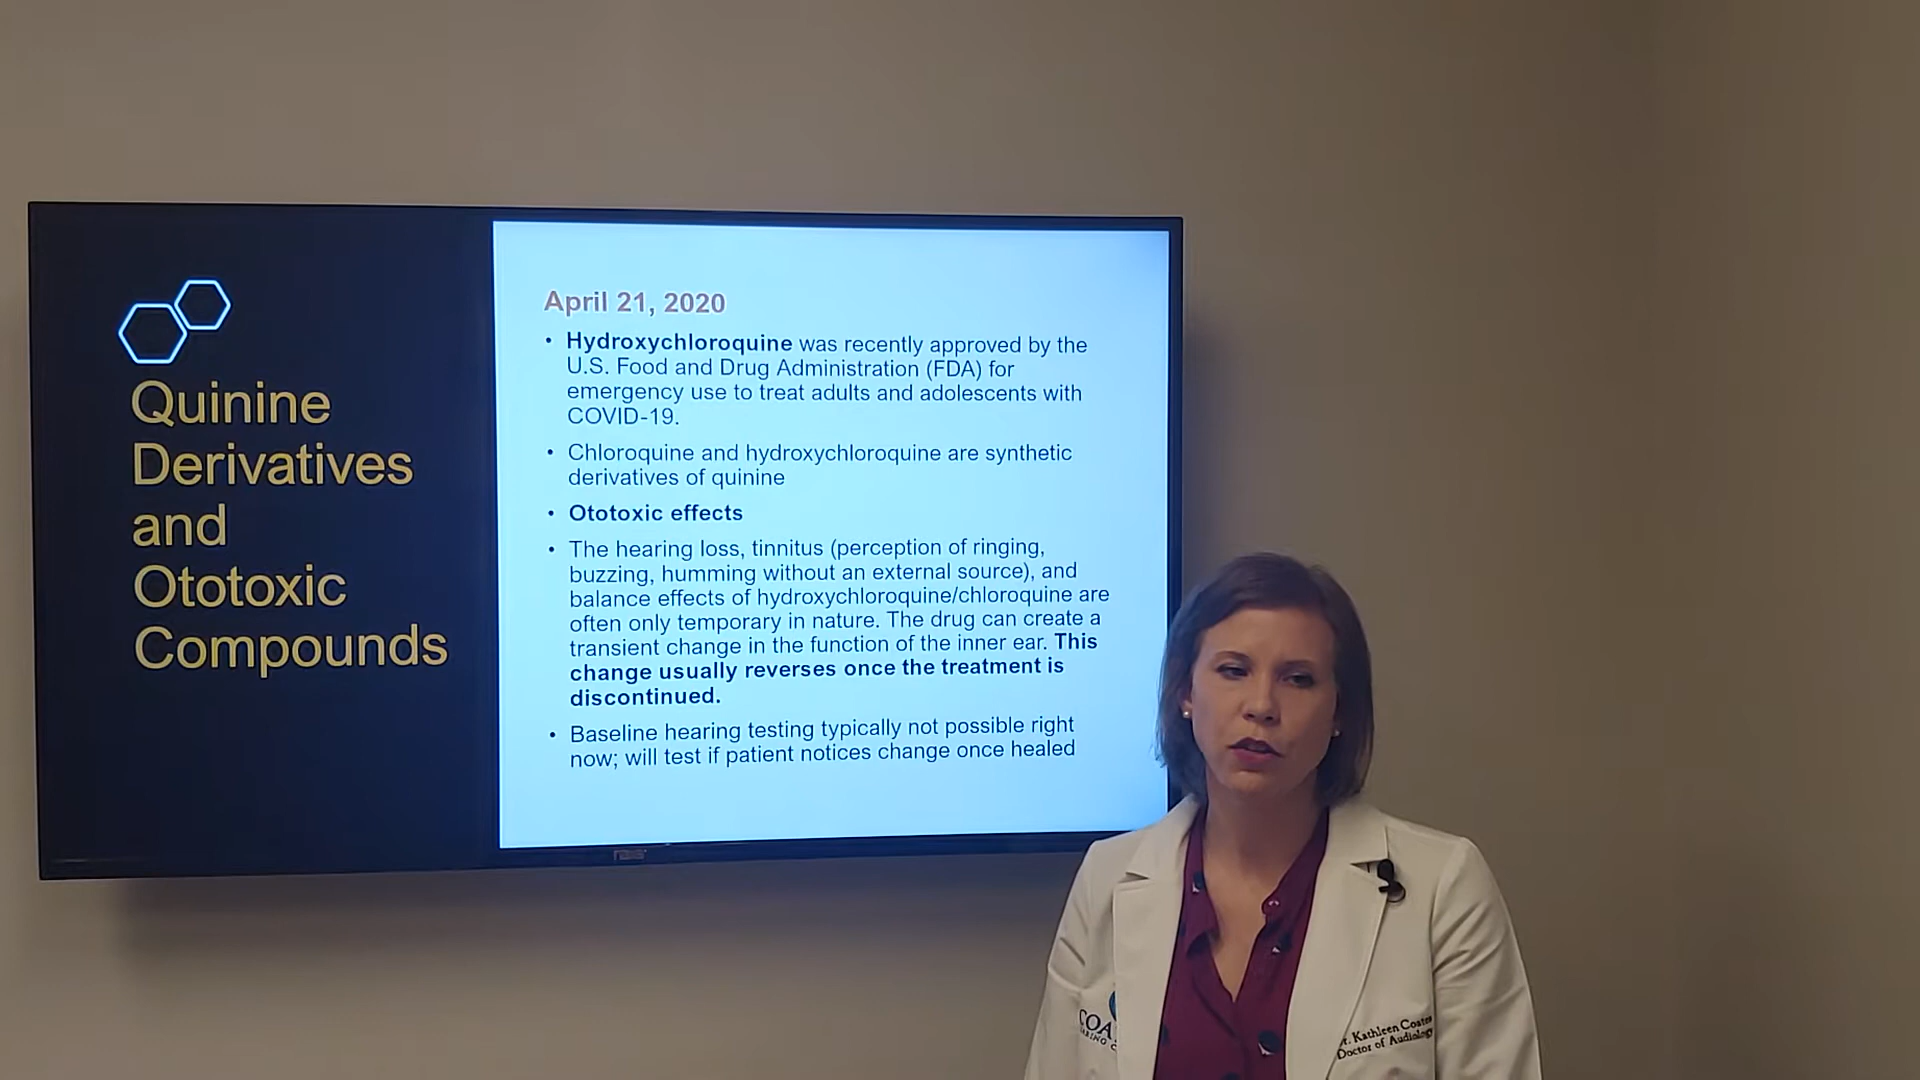 Quinine
Derivatives
and
Ototoxic
Compounds
April 21, 2020
• Hydroxychloroquine was recently approved by the
U.S. Food and Drug Administration (FDA) for
emergency use to treat adults and adolescents with
COVID-19.
• Chloroquine and hydroxychloroquine are synthetic
derivatives of quinine
• Ototoxic effects
• The hearing loss, tinnitus (perception of ringing,
buzzing, humming without an external source), and
balance effects of hydroxychloroquine/chloroquine are
often only temporary in nature. The drug can create a
transient change in the function of the inner ear. This
change usually reverses once the treatment is
discontinued.
• Baseline hearing testing typically not possible right
now; will test if patient notices change once healed
COA
Kathleen Coates
Doctor of Audiology